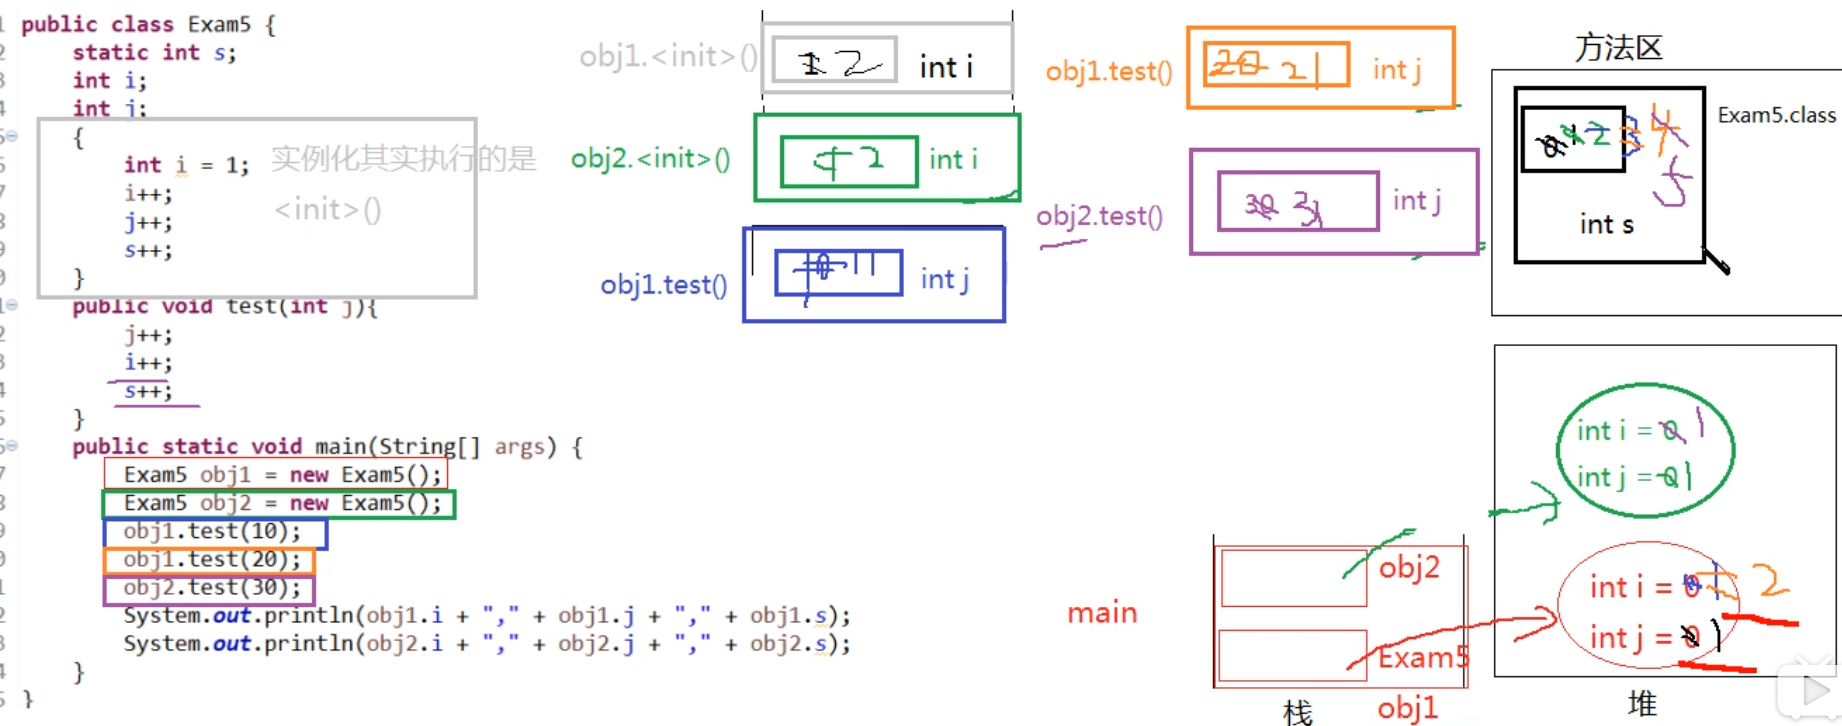 public class Exam5 {
static int s;
int i;
int j;
{
int i = 1;
i++;
j++;
s++;
}
public void test(int j){
j++;
i++;
s++;
}
public static void main(String[] args) {
Exam5 obj1 = new Exam5();
Exam5 obj2 = new Exam5();
obj1.test(10);
obj1.test(20);
obj2.test(30);
System.out.println(obj1.i + "," + obj1.j + "," + obj1.s);
System.out.println(obj2.i + "," + obj2.j + "," + obj2.s);
}
}
实例化其实执行的是
<init>()
obj1.<init>()
1 2
int i
obj2.<init>()
1 2
int i
obj1.test()
10 11
int j
obj1.test()
20 21
int j
obj2.test()
30 31
int j
方法区
Exam5.class
0 1 2 3 4
5
int s
int i = 0 1
int j = 0 1
int i = 0 1 2
int j = 0 1
堆
main
obj2
Exam5
obj1
栈